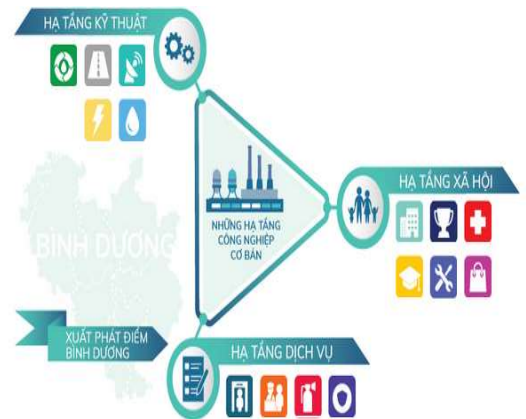 HẠ TẦNG KỸ THUẬT
HẠ TẦNG XÃ HỘI
NHỮNG HẠ TẦNG
CÔNG NGHIỆP
CƠ BẢN
BÌNH DƯƠNG
XUẤT PHÁT ĐIỂM
BÌNH DƯƠNG
HẠ TẦNG DỊCH VỤ